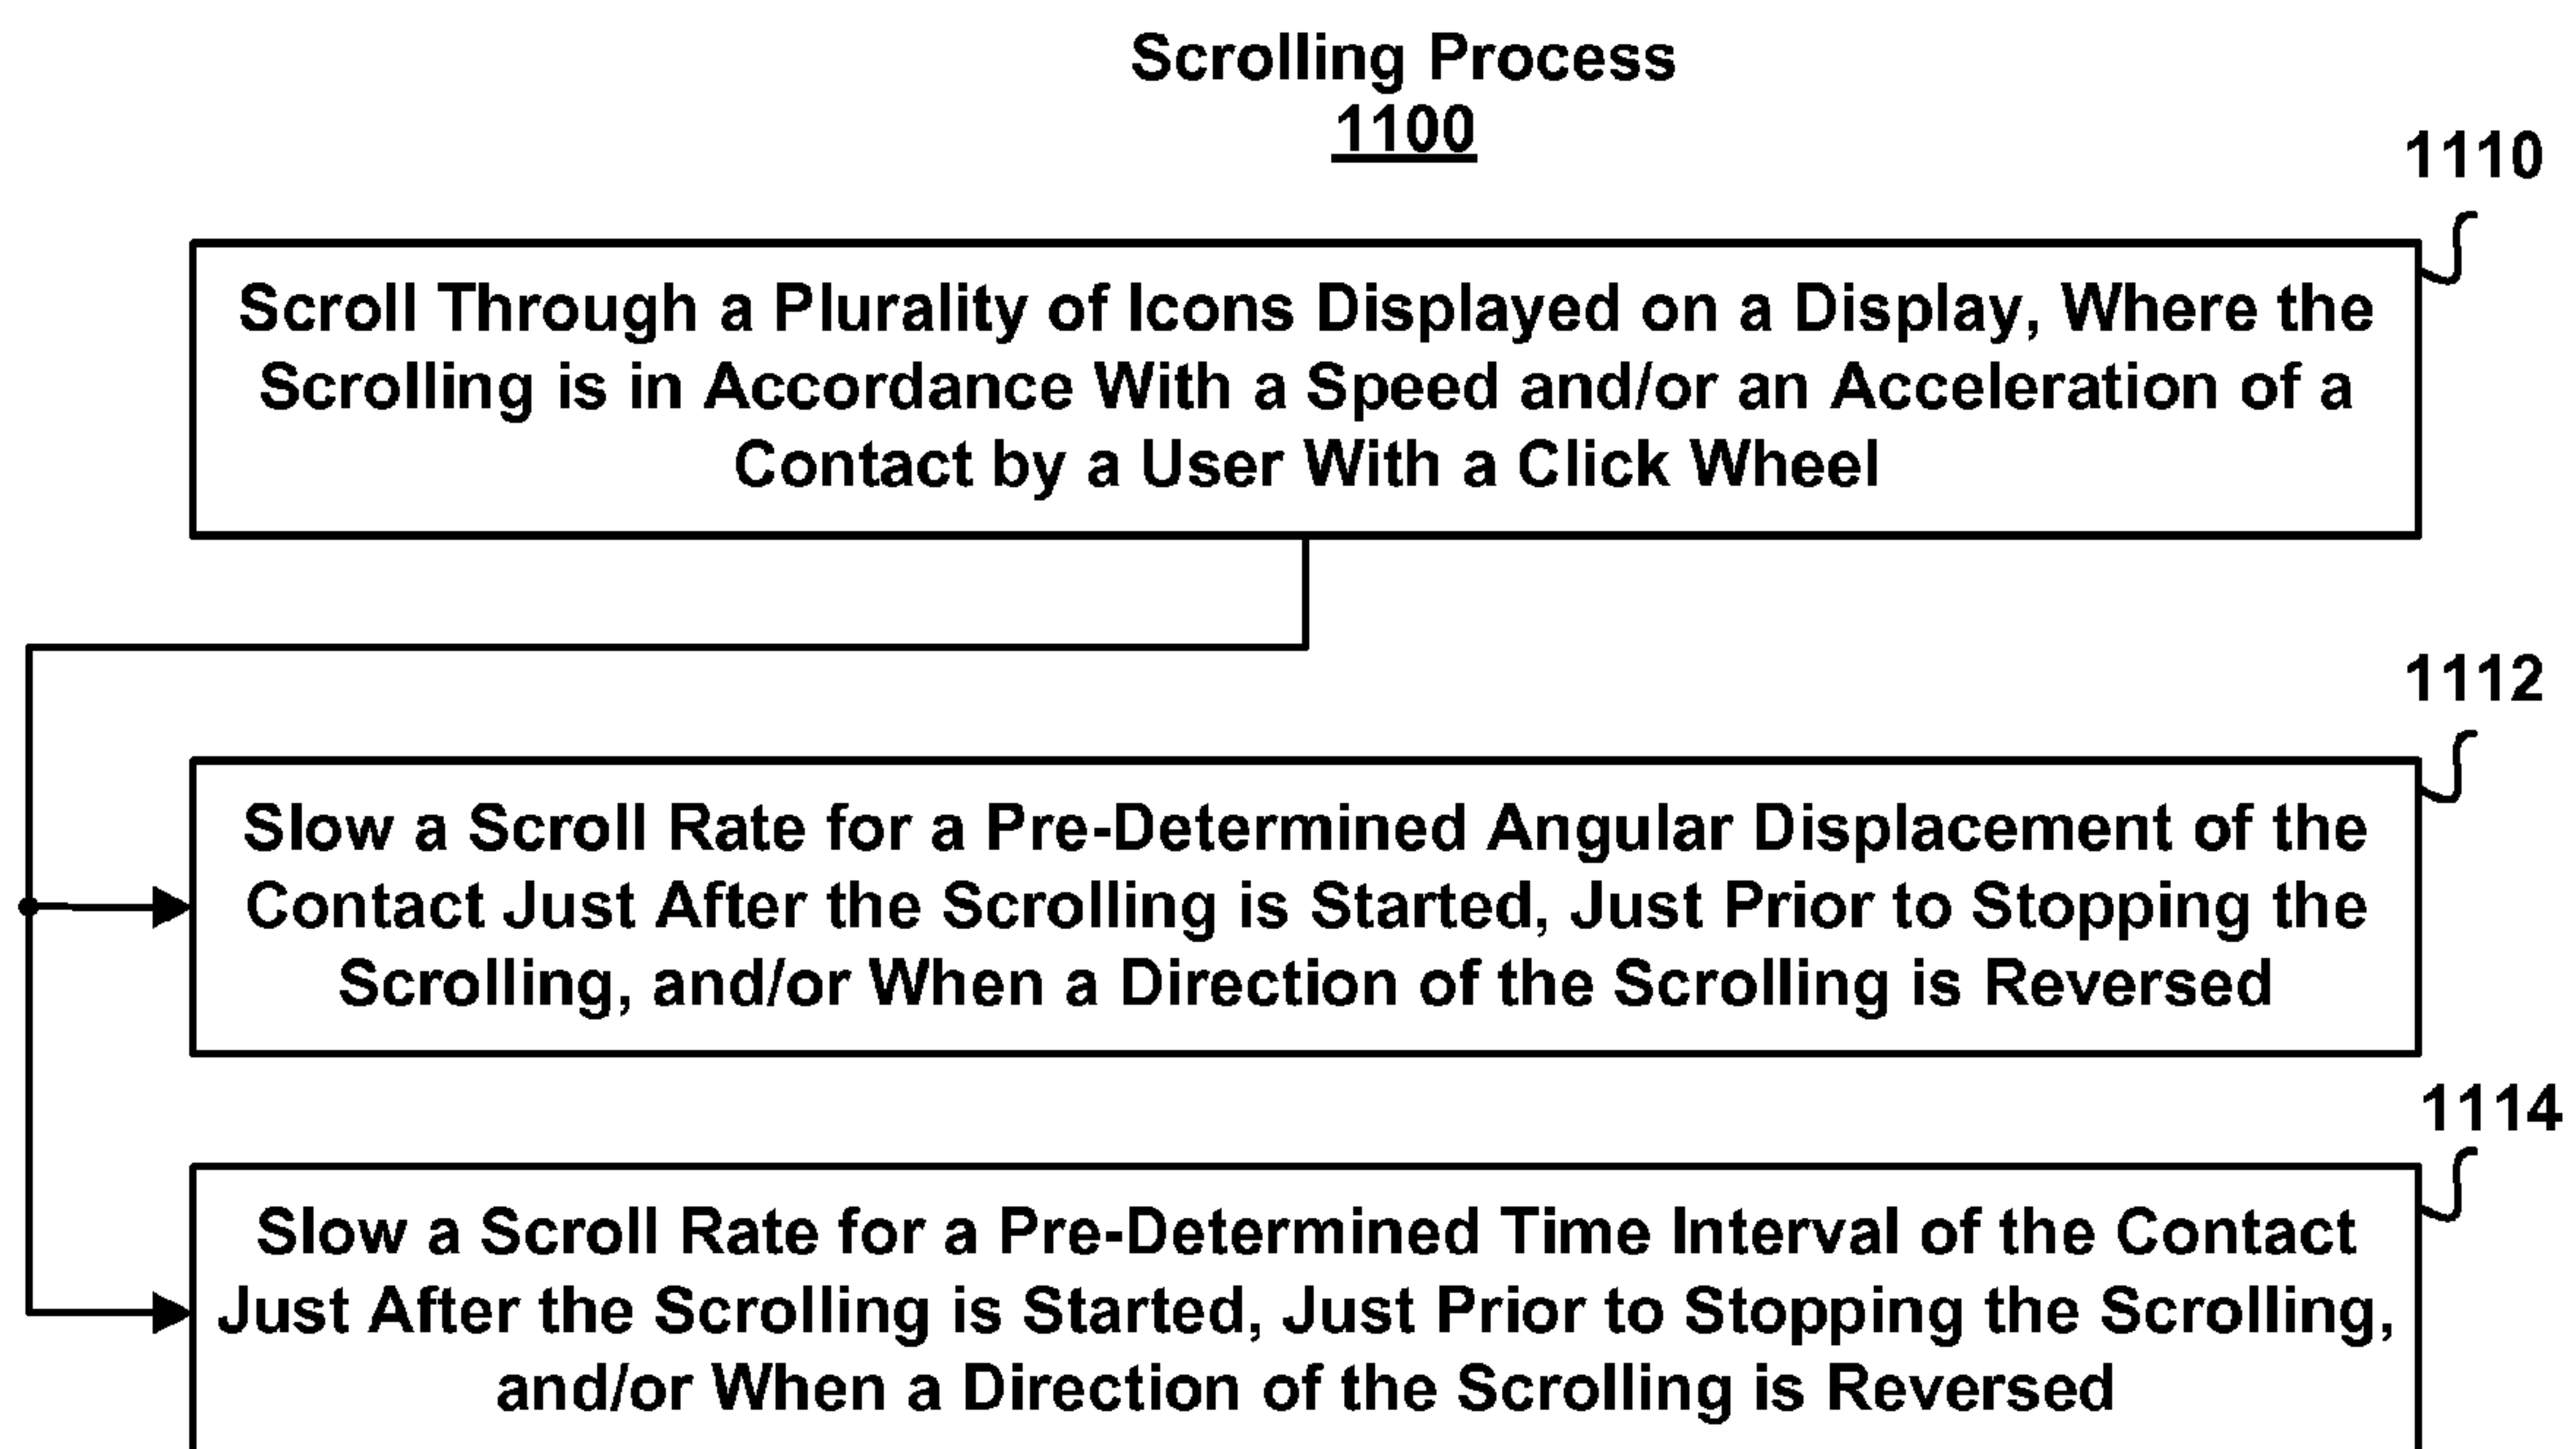 Scrolling Process
1100
1110
Scroll Through a Plurality of Icons Displayed on a Display, Where the
Scrolling is in Accordance With a Speed and/or an Acceleration of a
Contact by a User With a Click Wheel
1112
Slow a Scroll Rate for a Pre-Determined Angular Displacement of the
Contact Just After the Scrolling is Started, Just Prior to Stopping the
Scrolling, and/or When a Direction of the Scrolling is Reversed
1114
Slow a Scroll Rate for a Pre-Determined Time Interval of the Contact
Just After the Scrolling is Started, Just Prior to Stopping the Scrolling,
and/or When a Direction of the Scrolling is Reversed